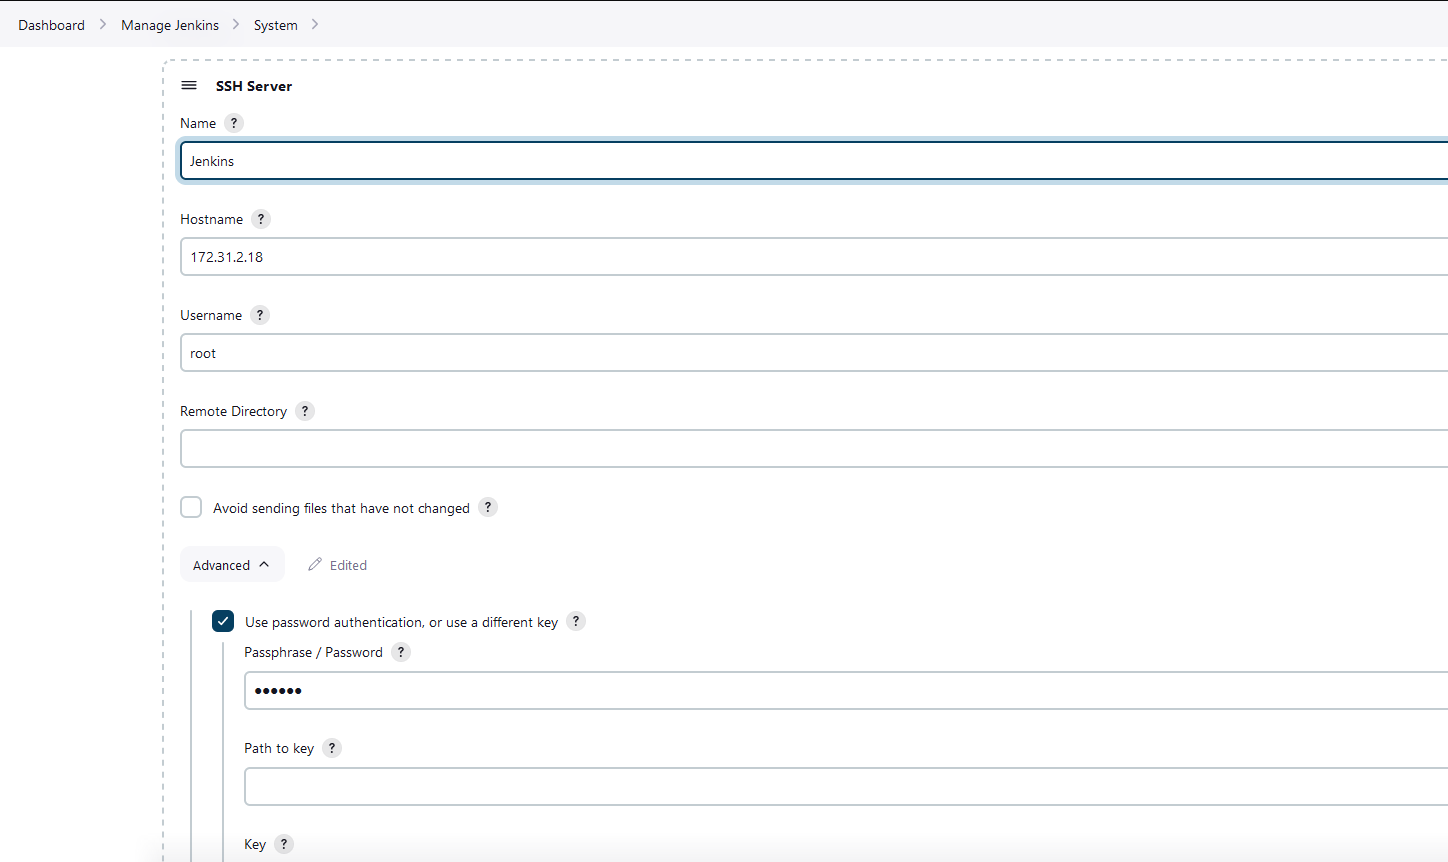 Dashboard > Manage Jenkins > System >
SSH Server
Name ?
Jenkins
Hostname ?
172.31.2.18
Username ?
root
Remote Directory ?
Avoid sending files that have not changed ?
Advanced Edited
Use password authentication, or use a different key ?
Passphrase / Password ?
••••••
Path to key ?
Key ?